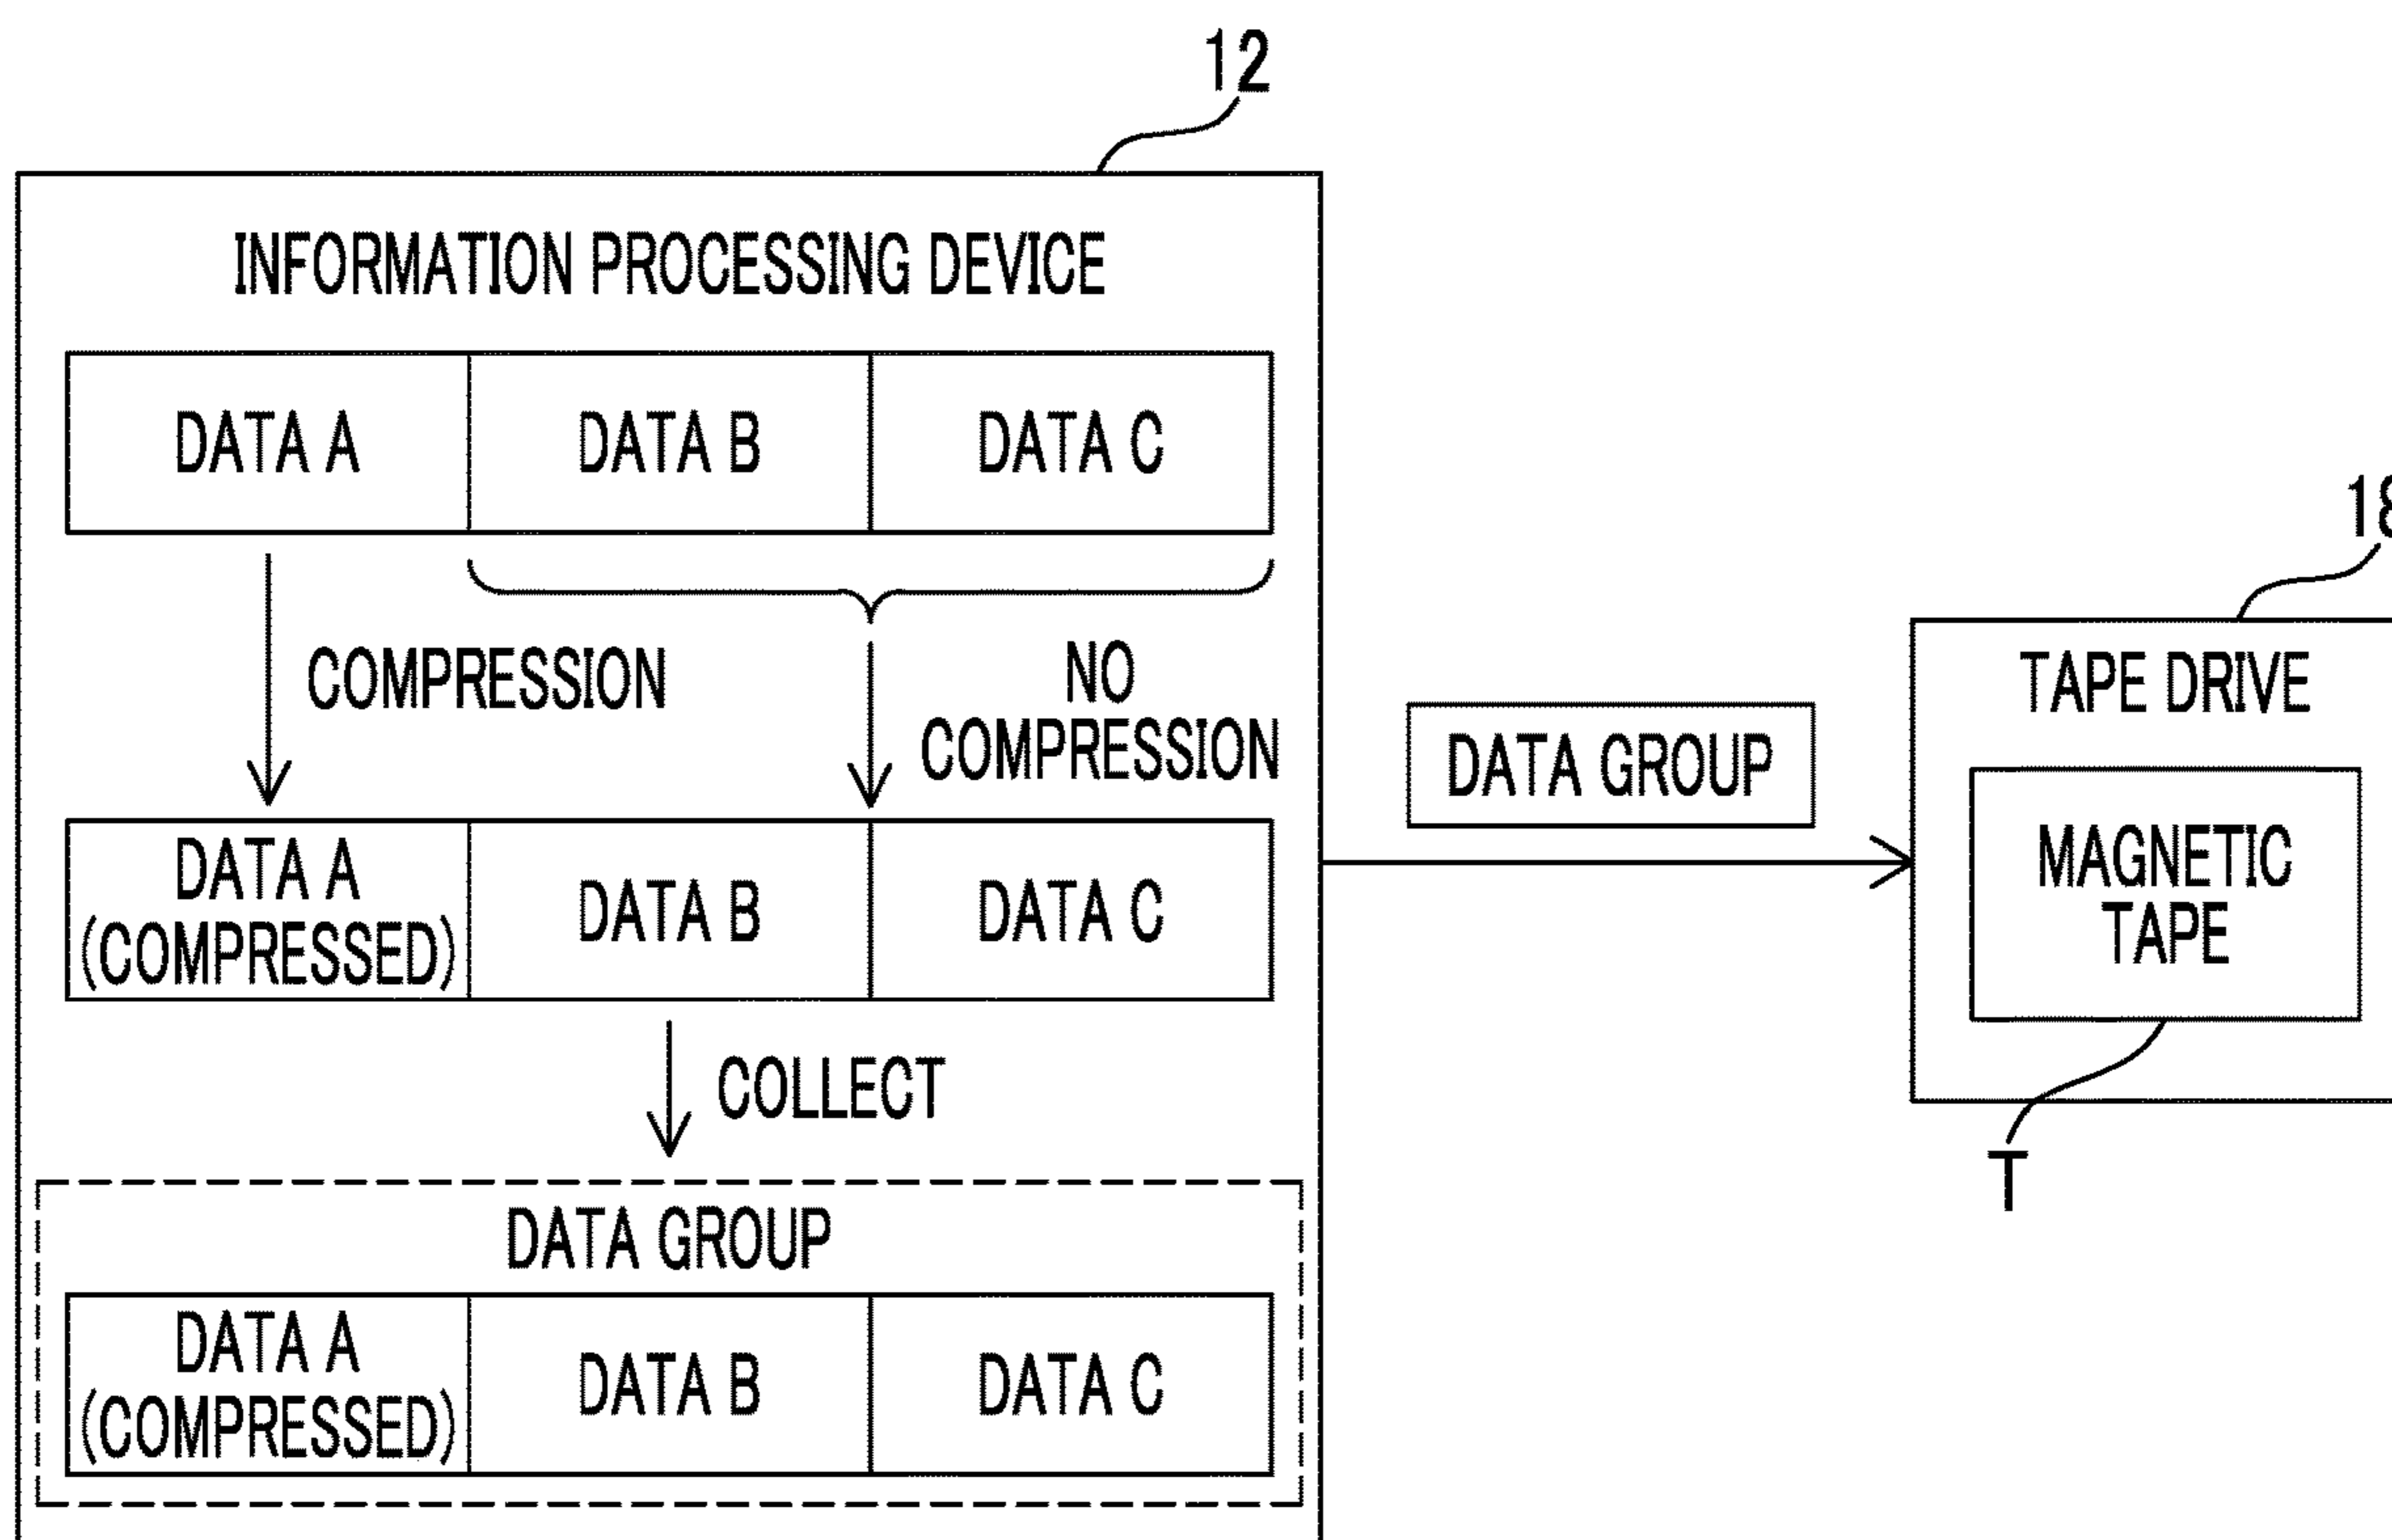 12
INFORMATION PROCESSING DEVICE
DATA A
DATA B
DATA C
COMPRESSION
NO
COMPRESSION
DATA A
(COMPRESSED)
DATA B
DATA C
COLLECT
DATA GROUP
DATA A
(COMPRESSED)
DATA B
DATA C
DATA GROUP
18
TAPE DRIVE
MAGNETIC
TAPE
T